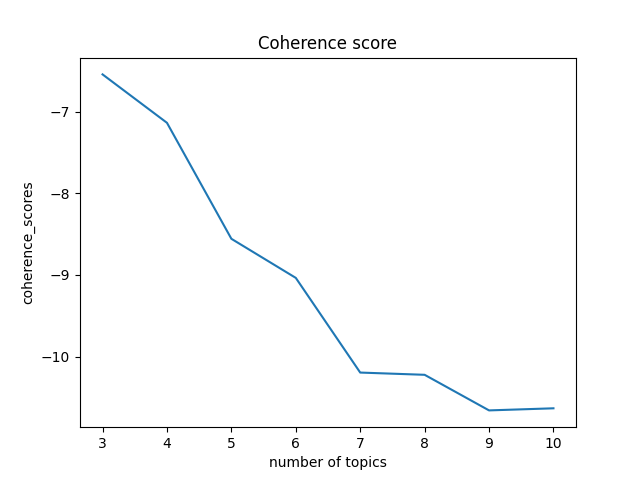 Coherence score
coherence_scores
−7
−8
−9
−10
3 4 5 6 7 8 9 10
number of topics